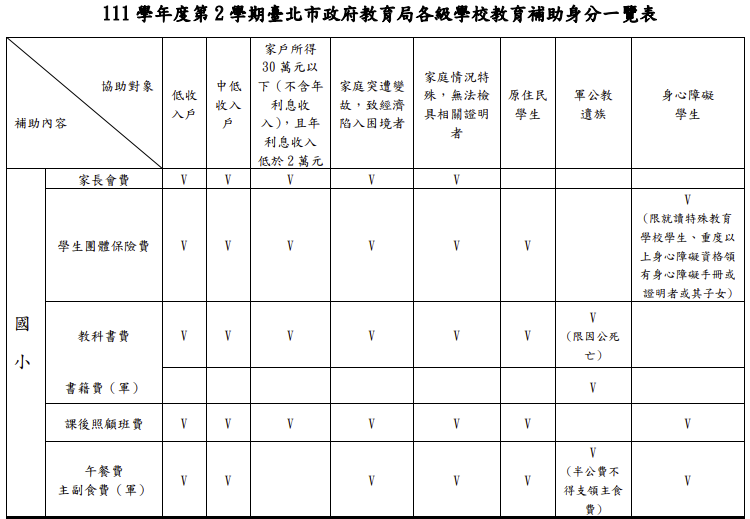 111 學年度第 2 學期臺北市政府教育局各級學校教育補助身分一覽表
協助對象
補助內容
低收
入戶
中低
收入
戶
家戶所得
30 萬元以
下（不含年
利息收
入），且年
利息收入
低於 2 萬元
家庭突遭變
故，致經濟
陷入困境者
家庭情況特
殊，無法檢
具相關證明
者
原住民
學生
軍公教
遺族
身心障礙
學生
國
小
家長會費
V V V V V
學生團體保險費
V V V V V V
V
（限就讀特殊教育
學校學生、重度以
上身心障礙資格領
有身心障礙手冊或
證明者或其子女）
教科書費
V V V V V V
V
（限因公死
亡）
書籍費（軍）
V
課後照顧班費
V V V V V V V
午餐費
主副食費（軍）
V V V V V
V
（半公費不
得支領主食
費）
V